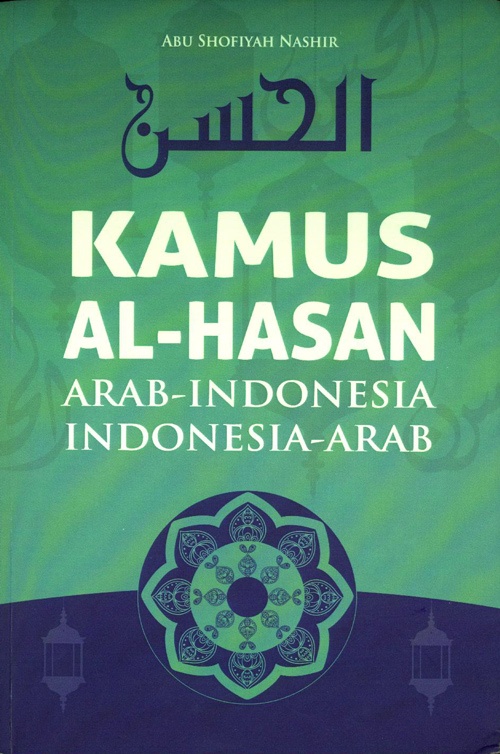 ABU SHOFIYAH NASHIR
الحسن
KAMUS
AL-HASAN
ARAB-INDONESIA
INDONESIA-ARAB